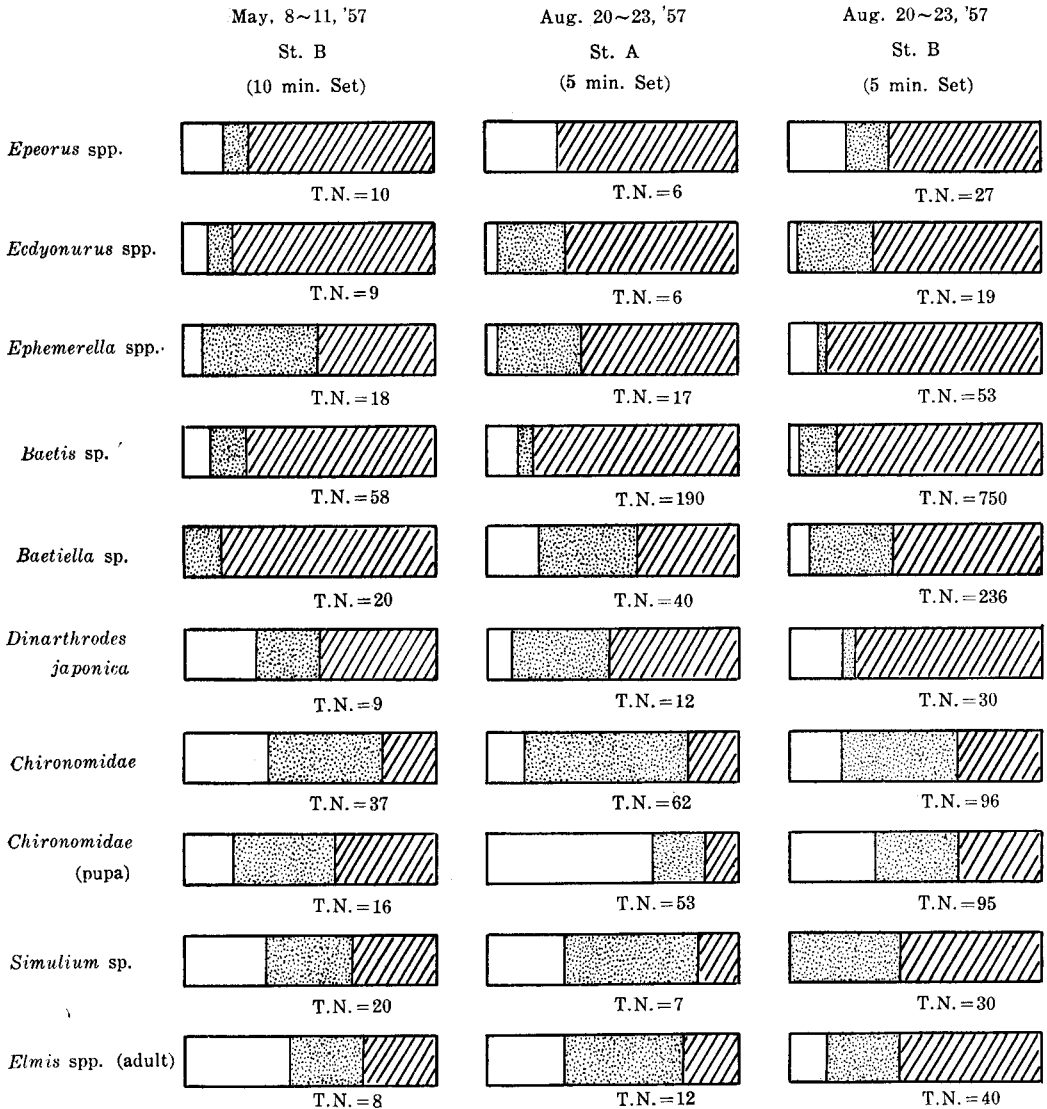 May, 8~11, '57 Aug. 20~23, '57 Aug. 20~23, '57
St. B St. A St. B
(10 min. Set) (5 min. Set) (5 min. Set)
Epeorus spp.
T.N.=10 T.N.=6 T.N.=27
Ecdyonurus spp.
T.N.=9 T.N.=6 T.N.=19
Ephemerella spp.
T.N.=18 T.N.=17 T.N.=53
Baetis sp.
T.N.=58 T.N.=190 T.N.=750
Baetiella sp.
T.N.=20 T.N.=40 T.N.=236
Dinarthrodes
japonica
T.N.=9 T.N.=12 T.N.=30
Chironomidae
T.N.=37 T.N.=62 T.N.=96
Chironomidae
(pupa)
T.N.=16 T.N.=53 T.N.=95
Simulium sp.
T.N.=20 T.N.=7 T.N.=30
Elmis spp. (adult)
T.N.=8 T.N.=12 T.N.=40